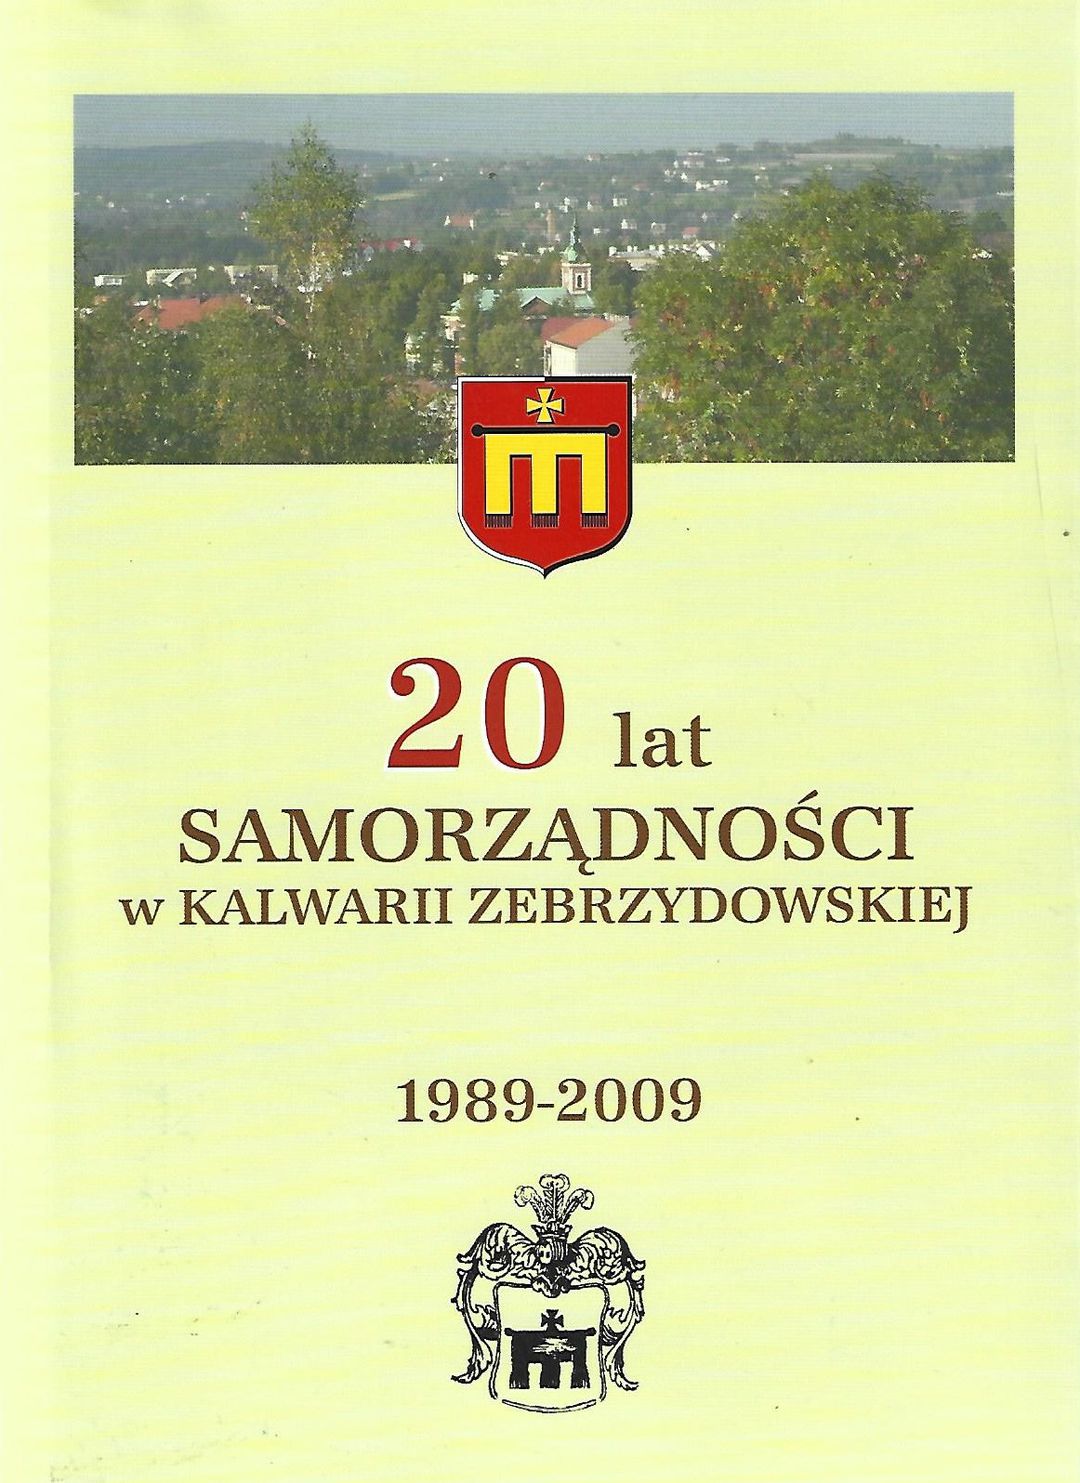 20 lat
SAMORZĄDNOŚCI
w KALWARII ZEBRZYDOWSKIEJ
1989-2009